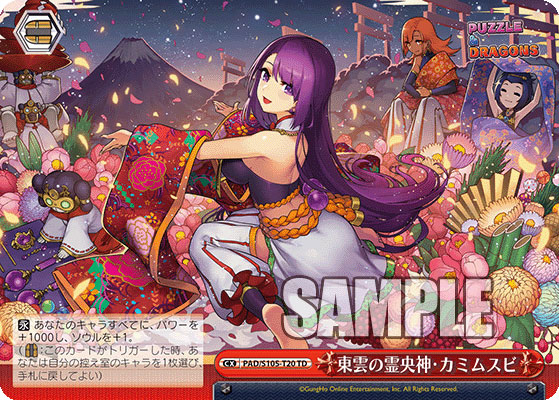 PUZZLE
&
DRAGONS
SAMPLE
永 あなたのキャラすべてに、パワーを
+1000し、ソウルを+1。
( :このカードがトリガーした時、あ
なたは自分の控え室のキャラを1枚選び、
手札に戻してよい)
CX PAD/S105-T20 TD
東雲の霊央神・カミムスビ
©GungHo Online Entertainment, Inc. All Rights Reserved.